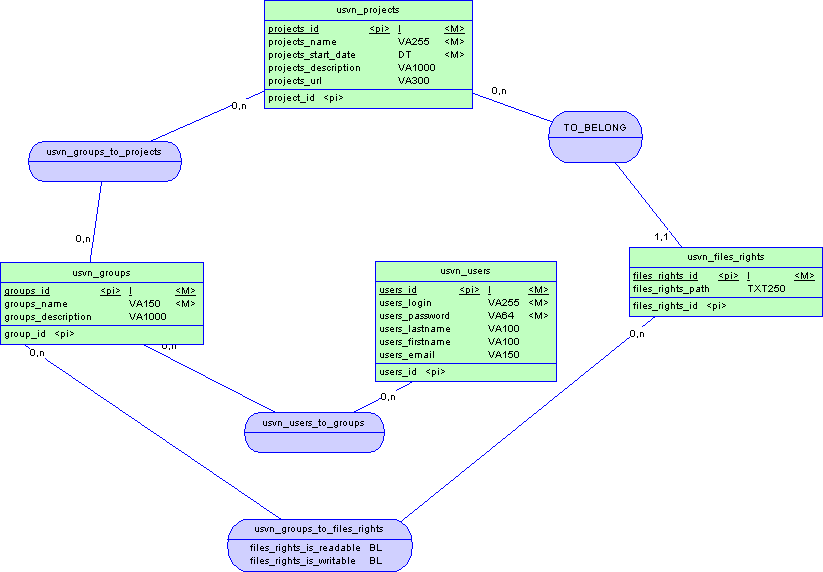 usvn_projects
projects_id <pi> I <M>
projects_name VA255 <M>
projects_start_date DT <M>
projects_description VA1000
projects_url VA300
project_id <pi>
0,n
0,n
TO_BELONG
usvn_groups_to_projects
0,n
1,1
usvn_groups
groups_id <pi> I <M>
groups_name VA150 <M>
groups_description VA1000
group_id <pi>
usvn_users
users_id <pi> I <M>
users_login VA255 <M>
users_password VA64 <M>
users_lastname VA100
users_firstname VA100
users_email VA150
users_id <pi>
usvn_files_rights
files_rights_id <pi> I <M>
files_rights_path TXT250
files_rights_id <pi>
0,n
0,n
0,n
0,n
usvn_users_to_groups
usvn_groups_to_files_rights
files_rights_is_readable BL
files_rights_is_writable BL